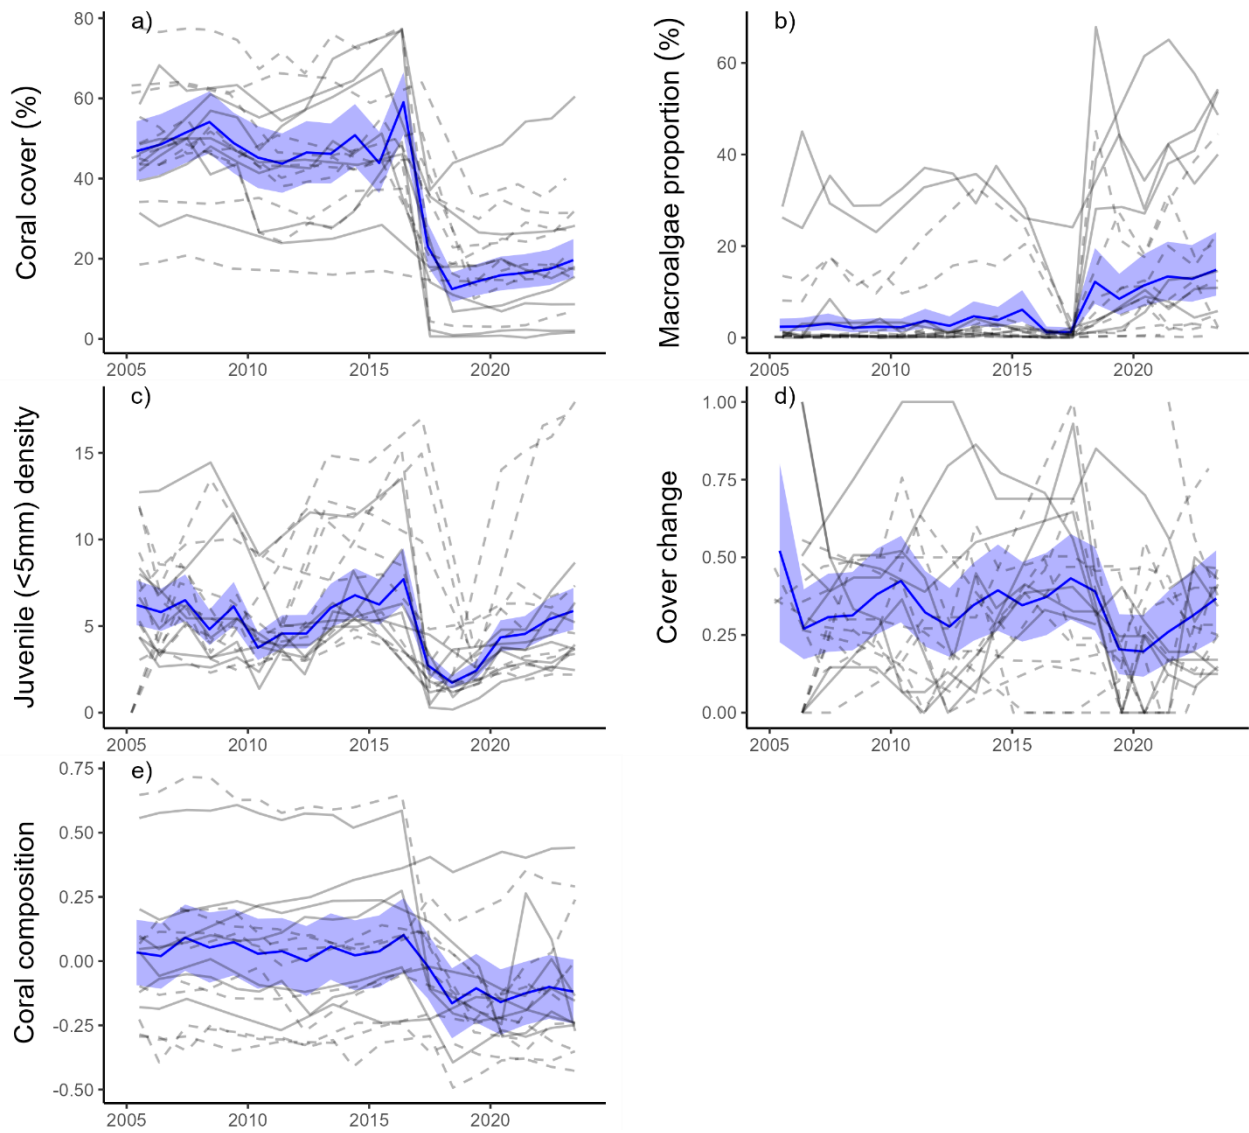 a)
Coral cover (%)
80
60
40
20
0
2005 2010 2015 2020
b)
Macroalgae proportion (%)
60
40
20
0
2005 2010 2015 2020
c)
Juvenile (<5mm) density
15
10
5
0
2005 2010 2015 2020
d)
Cover change
1.00
0.75
0.50
0.25
0.00
2005 2010 2015 2020
e)
Coral composition
0.75
0.50
0.25
0.00
-0.25
-0.50
2005 2010 2015 2020